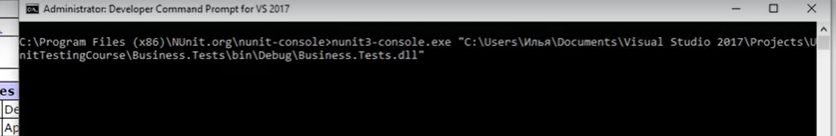 Administrator: Developer Command Prompt for VS 2017
C:\Program Files (x86)\NUnit.org\nunit-console>nunit3-console.exe "C:\Users\Илья\Documents\Visual Studio 2017\Projects\U
nitTestingCourse\Business.Tests\bin\Debug\Business.Tests.dll"
es
De
Ap